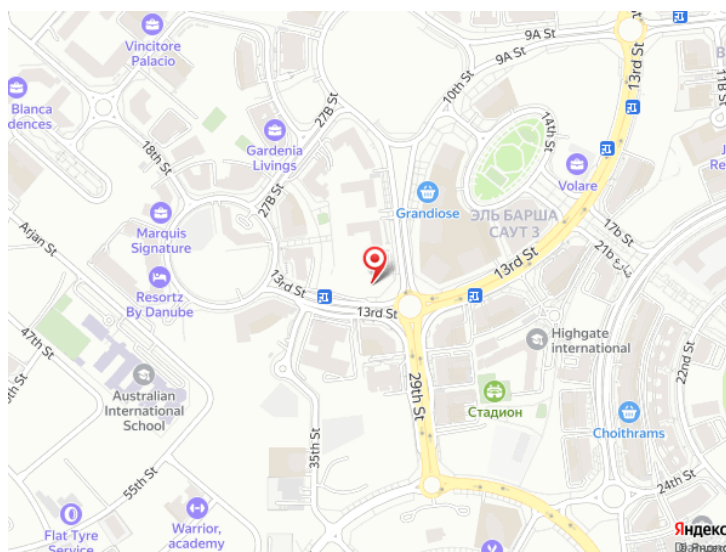 Vincitore
Palacio
9A St
9A St
13rd St
10th St
27B St
14th St
11B St
Blanca
18th St
Gardenia
Livings
Volare
Grandiose
ЭЛЬ БАРША
САУТ 3
27B St
17b St
21b شارع
Arjan St
Marquis
Signature
13rd St
Resortz
By Danube
13rd St
13rd St
Highgate
international
22nd St
47th St
29th St
Australian
International
School
Стадион
Choithrams
35th St
24th St
55th St
Flat Tyre
Service
Warrior,
academy
Яндекс